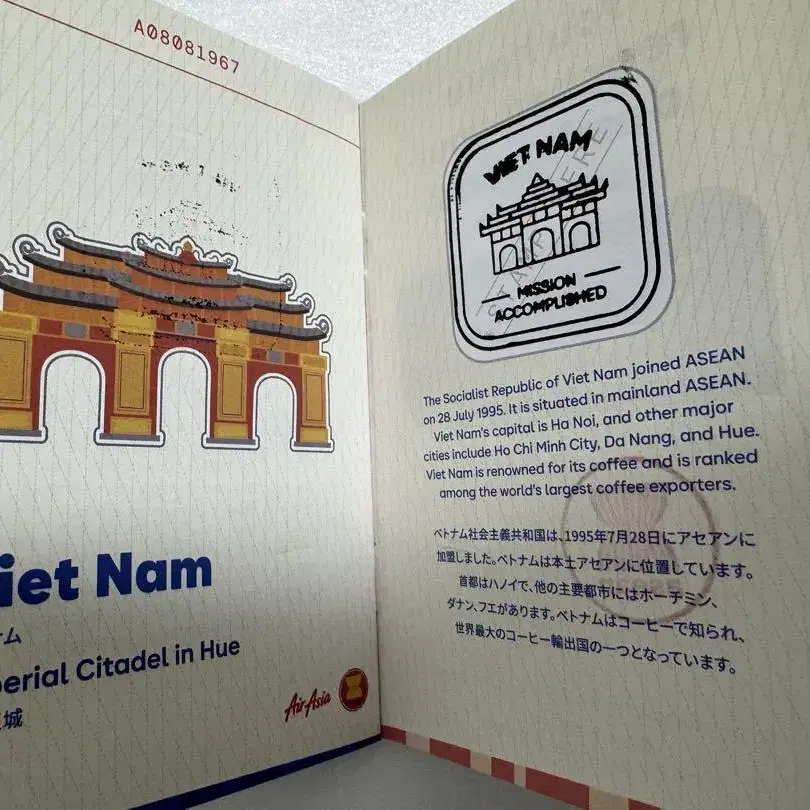 A08081967
iet Nam
ナム
erial Citadel in Hue
城
AirAsia
VIET NAM
STAMP HERE
MISSION
ACCOMPLISHED
The Socialist Republic of Viet Nam joined ASEAN
on 28 July 1995. It is situated in mainland ASEAN.
Viet Nam's capital is Ha Noi, and other major
cities include Ho Chi Minh City, Da Nang, and Hue.
Viet Nam is renowned for its coffee and is ranked
among the world's largest coffee exporters.
ベトナム社会主義共和国は、1995年7月28日にアセアンに
加盟しました。ベトナムは本土アセアンに位置しています。
首都はハノイで、他の主要都市にはホーチミン、
ダナン、フエがあります。ベトナムはコーヒーで知られ、
世界最大のコーヒー輸出国の一つとなっています。